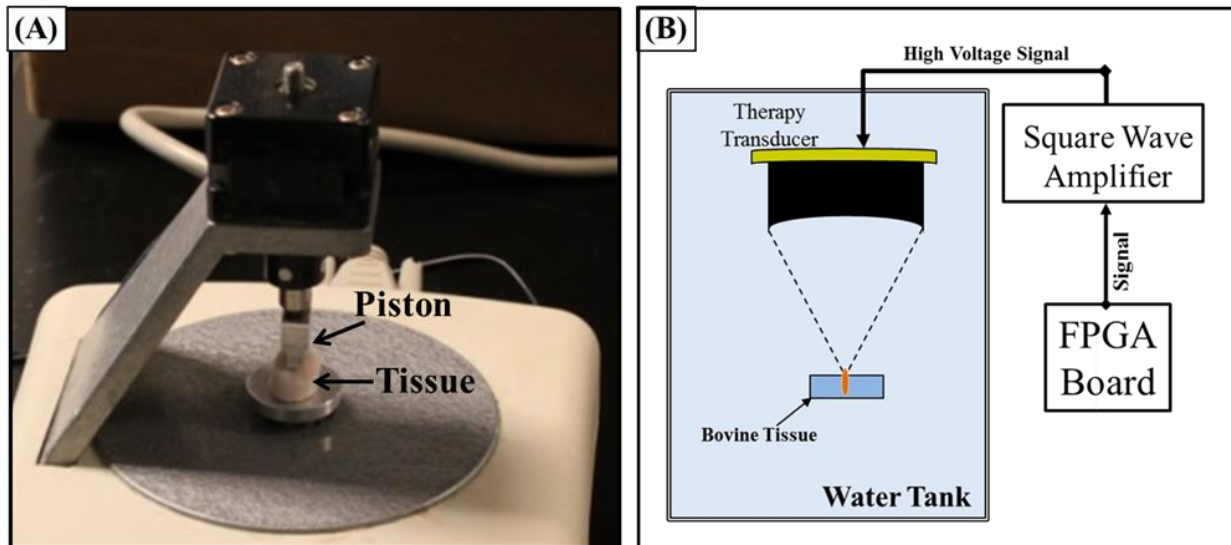 (A)
Piston
Tissue
(B)
High Voltage Signal
Therapy
Transducer
Square Wave
Amplifier
Signal
FPGA
Board
Bovine Tissue
Water Tank